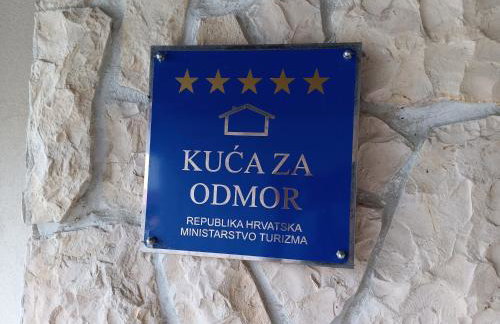 KUĆA ZA
ODMOR
REPUBLIKA HRVATSKA
MINISTARSTVO TURIZMA